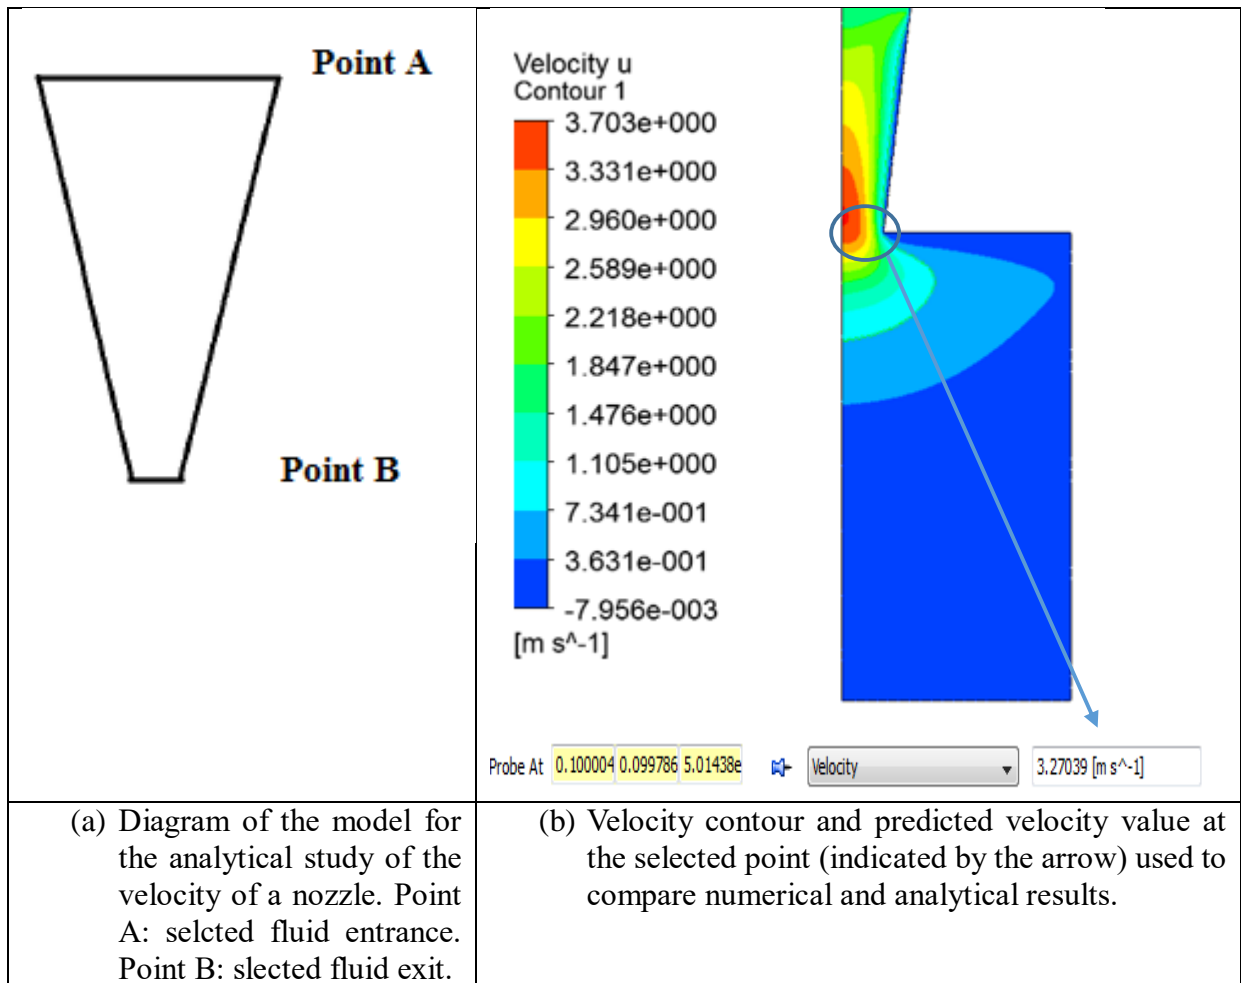 Point A
Point B
Velocity u
Contour 1
3.703e+000
3.331e+000
2.960e+000
2.589e+000
2.218e+000
1.847e+000
1.476e+000
1.105e+000
7.341e-001
3.631e-001
-7.956e-003
[m s^-1]
Probe At 0.100004 0.099786 5.01438e Velocity 3.27039 [m s^-1]
(a) Diagram of the model for
the analytical study of the
velocity of a nozzle. Point
A: selcted fluid entrance.
Point B: slected fluid exit.
(b) Velocity contour and predicted velocity value at
the selected point (indicated by the arrow) used to
compare numerical and analytical results.